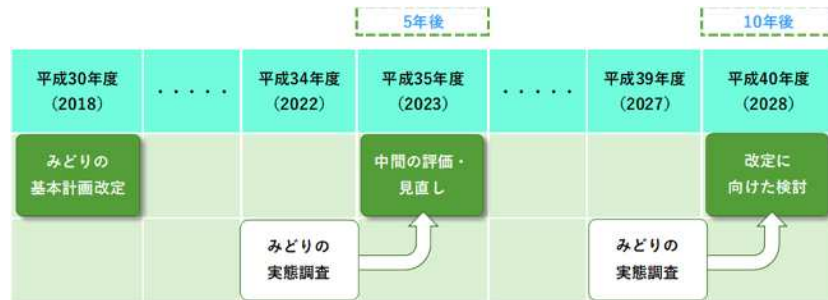 5年後
10年後
平成30年度
(2018)
・・・・・
平成34年度
(2022)
平成35年度
(2023)
・・・・・
平成39年度
(2027)
平成40年度
(2028)
みどりの
基本計画改定
中間の評価・
見直し
改定に
向けた検討
みどりの
実態調査
みどりの
実態調査